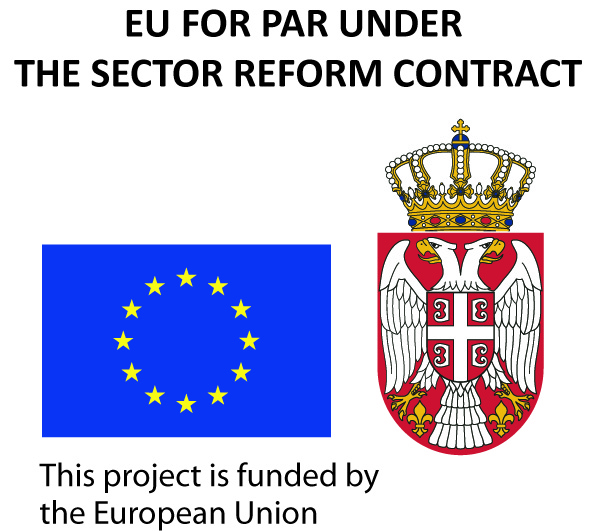 EU FOR PAR UNDER
THE SECTOR REFORM CONTRACT
This project is funded by
the European Union